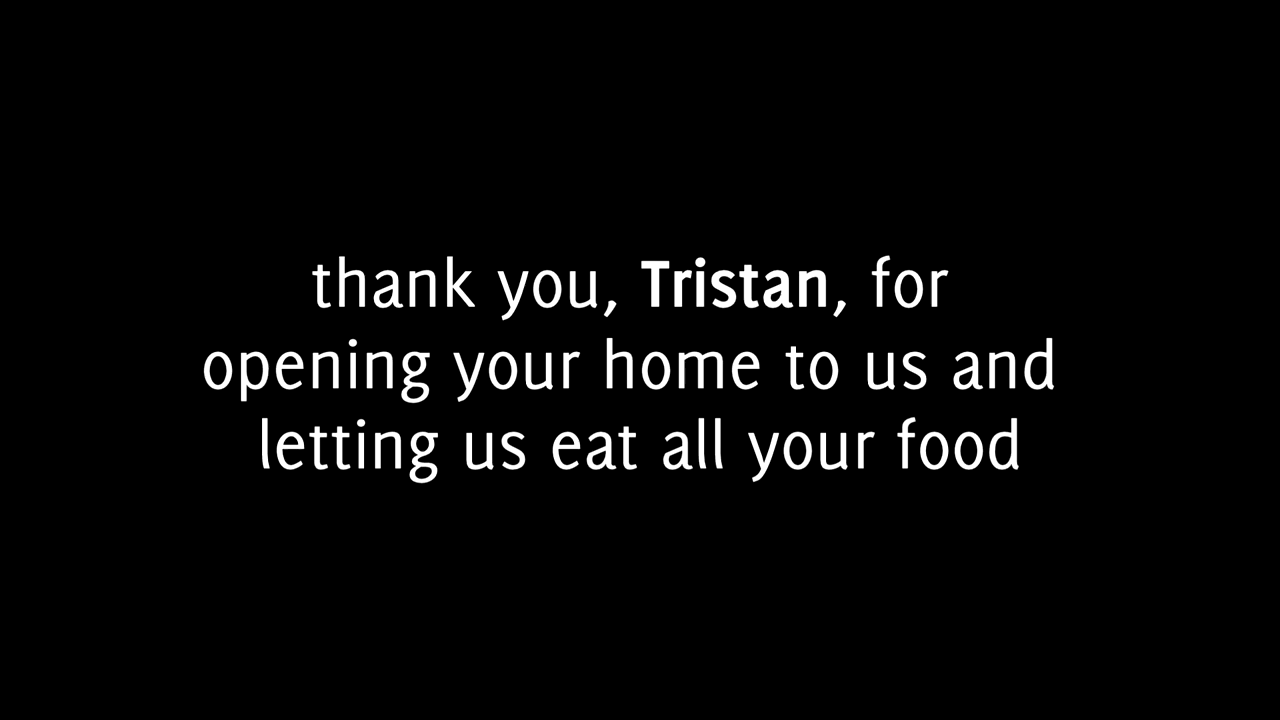 thank you, Tristan, for
opening your home to us and
letting us eat all your food